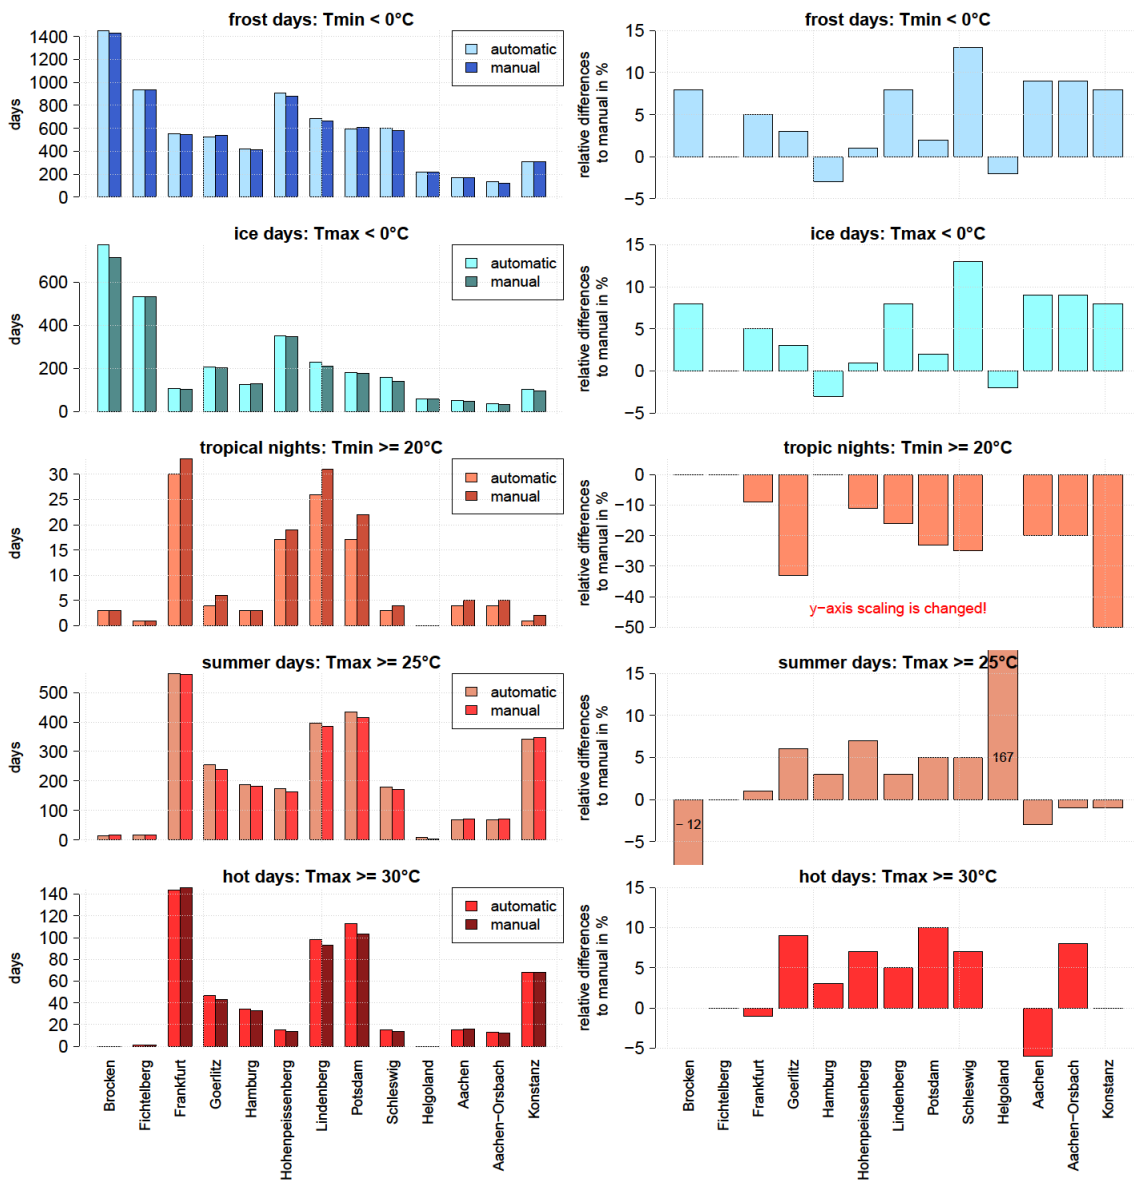 frost days: Tmin < 0°C
1400
1200
1000
800
600
400
200
0
days
automatic
manual
frost days: Tmin < 0°C
15
10
5
0
−5
relative differences
to manual in %
ice days: Tmax < 0°C
600
400
200
0
days
automatic
manual
ice days: Tmax < 0°C
15
10
5
0
−5
relative differences
to manual in %
tropical nights: Tmin >= 20°C
30
25
20
15
10
5
0
days
automatic
manual
tropic nights: Tmin >= 20°C
0
−10
−20
−30
−40
−50
relative differences
to manual in %
y−axis scaling is changed!
summer days: Tmax >= 25°C
500
400
300
200
100
0
days
automatic
manual
summer days: Tmax >= 25°C
15
10
5
0
−5
relative differences
to manual in %
− 12
167
hot days: Tmax >= 30°C
140
120
100
80
60
40
20
0
days
automatic
manual
Brocken
Fichtelberg
Frankfurt
Goerlitz
Hamburg
Hohenpeissenberg
Lindenberg
Potsdam
Schleswig
Helgoland
Aachen
Aachen−Orsbach
Konstanz
hot days: Tmax >= 30°C
15
10
5
0
−5
relative differences
to manual in %
Brocken
Fichtelberg
Frankfurt
Goerlitz
Hamburg
Hohenpeissenberg
Lindenberg
Potsdam
Schleswig
Helgoland
Aachen
Aachen−Orsbach
Konstanz